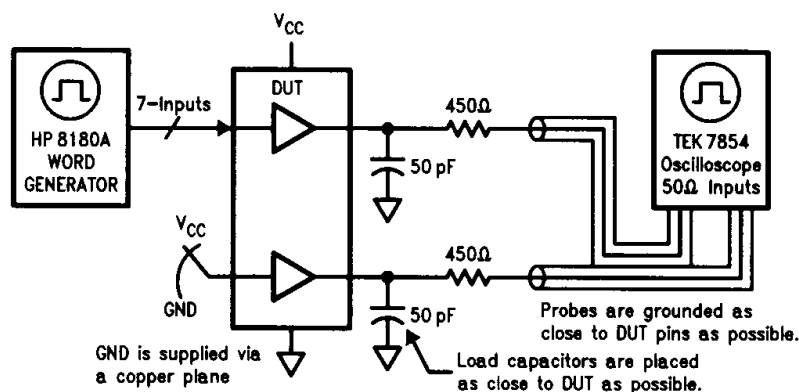 V_CC
DUT
HP 8180A
WORD
GENERATOR
7-Inputs
450Ω
50 pF
TEK 7854
Oscilloscope
50Ω Inputs
V_CC
GND
450Ω
50 pF
Probes are grounded as
close to DUT pins as possible.
GND is supplied via
a copper plane
Load capacitors are placed
as close to DUT as possible.